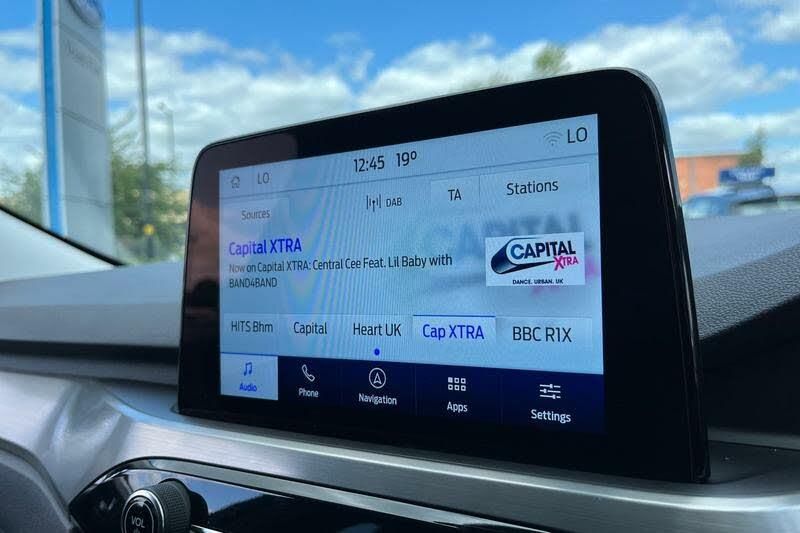 12:45 19°
LO
LO
Sources
DAB
TA
Stations
Capital XTRA
Now on Capital XTRA: Central Cee Feat. Lil Baby with
BAND4BAND
CAPITAL
XTRA
DANCE. URBAN. UK
HITS Bhm
Capital
Heart UK
Cap XTRA
BBC R1X
Audio
Phone
Navigation
Apps
Settings
VOL